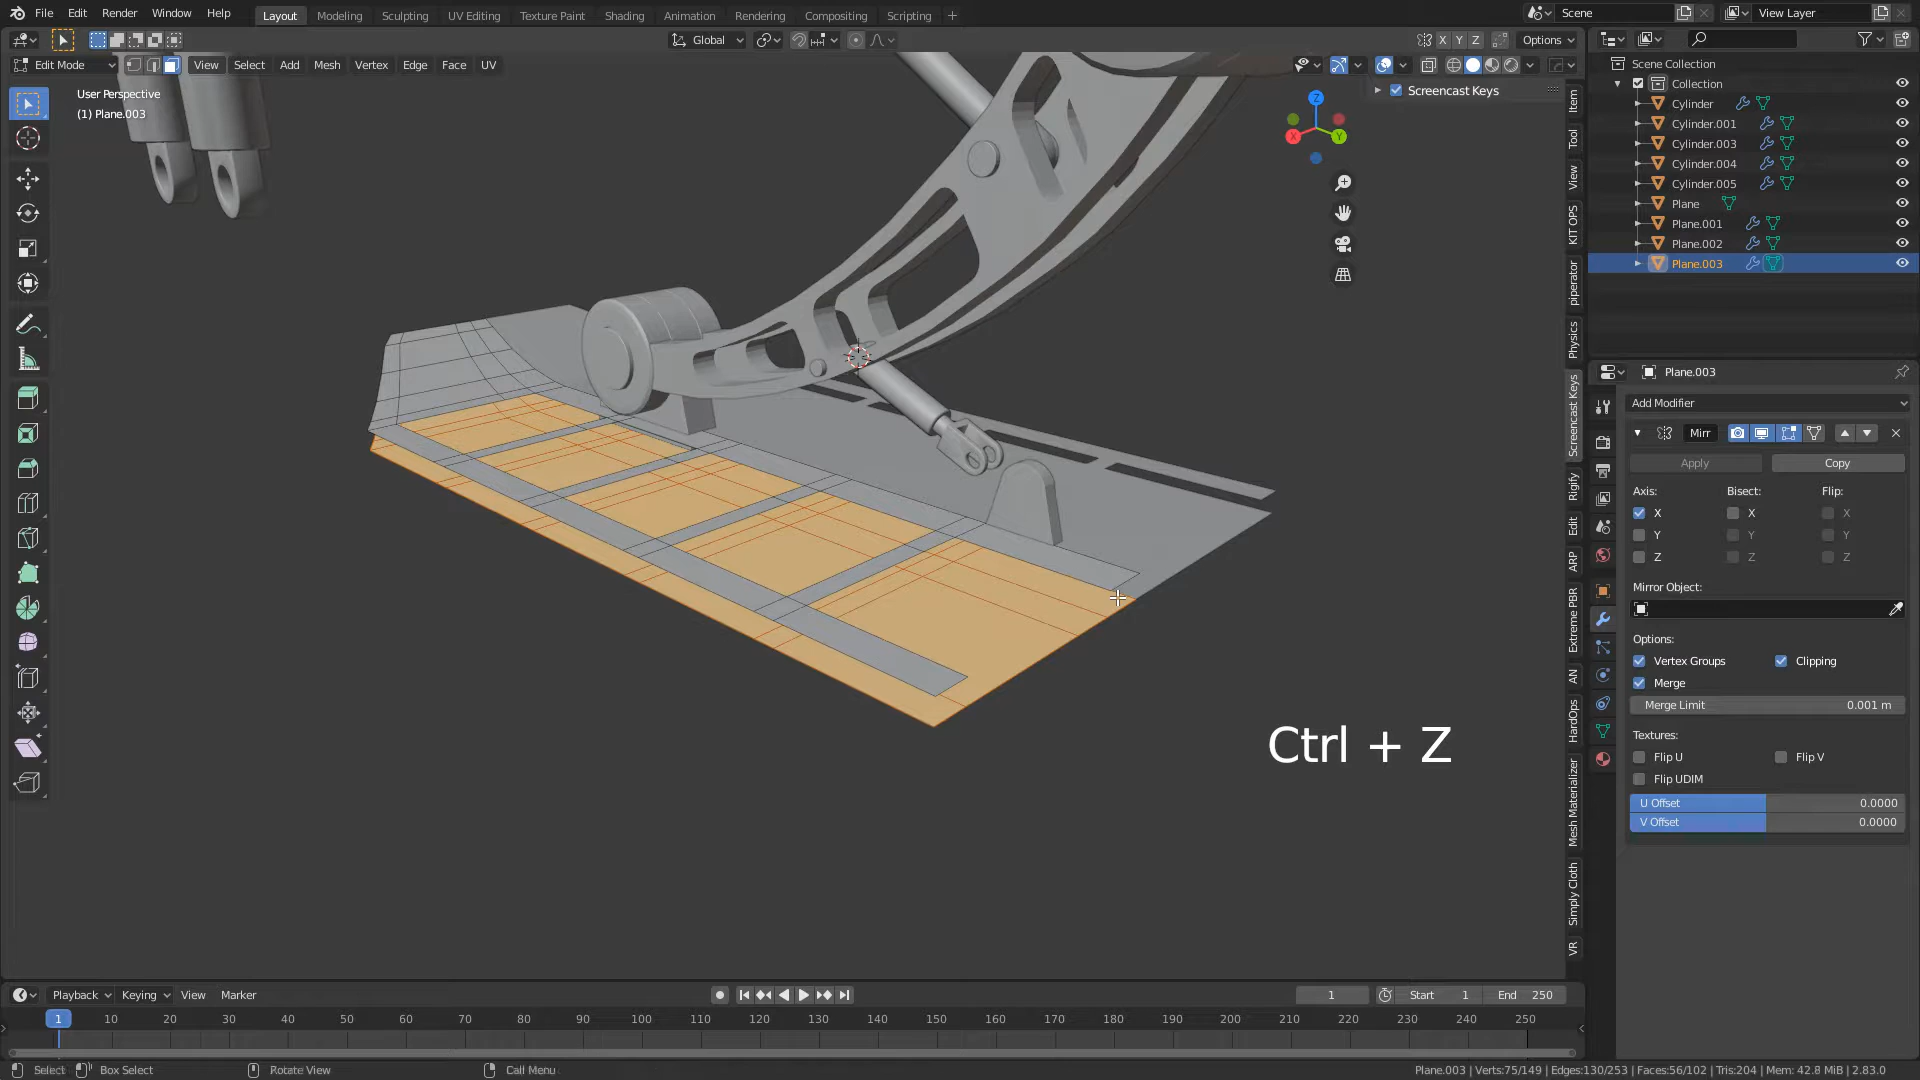 File Edit Render Window Help Layout Modeling Sculpting UV Editing Texture Paint Shading Animation Rendering Compositing Scripting + Scene View Layer
Global X Y Z Options
Edit Mode View Select Add Mesh Vertex Edge Face UV
User Perspective
(1) Plane.003
Screencast Keys
Z
X
Y
Item
Tool
View
KIT OPS
piperator
Physics
Screencast Keys
Rigify
Edit
ARP
Extreme PBR
AN
HardOps
Mesh Materializer
Simply Cloth
VR
Scene Collection
Collection
Cylinder
Cylinder.001
Cylinder.003
Cylinder.004
Cylinder.005
Plane
Plane.001
Plane.002
Plane.003
Plane.003
Add Modifier
Mirr
Apply Copy
Axis: Bisect: Flip:
X X X
Y Y Y
Z Z Z
Mirror Object:
Options:
Vertex Groups Clipping
Merge
Merge Limit 0.001 m
Textures:
Flip U Flip V
Flip UDIM
U Offset 0.0000
V Offset 0.0000
Ctrl + Z
Playback Keying View Marker 1 Start 1 End 250
1 10 20 30 40 50 60 70 80 90 100 110 120 130 140 150 160 170 180 190 200 210 220 230 240 250
Select Box Select Rotate View Call Menu Plane.003 | Verts:75/149 | Edges:130/253 | Faces:56/102 | Tris:204 | Mem: 42.8 MiB | 2.83.0